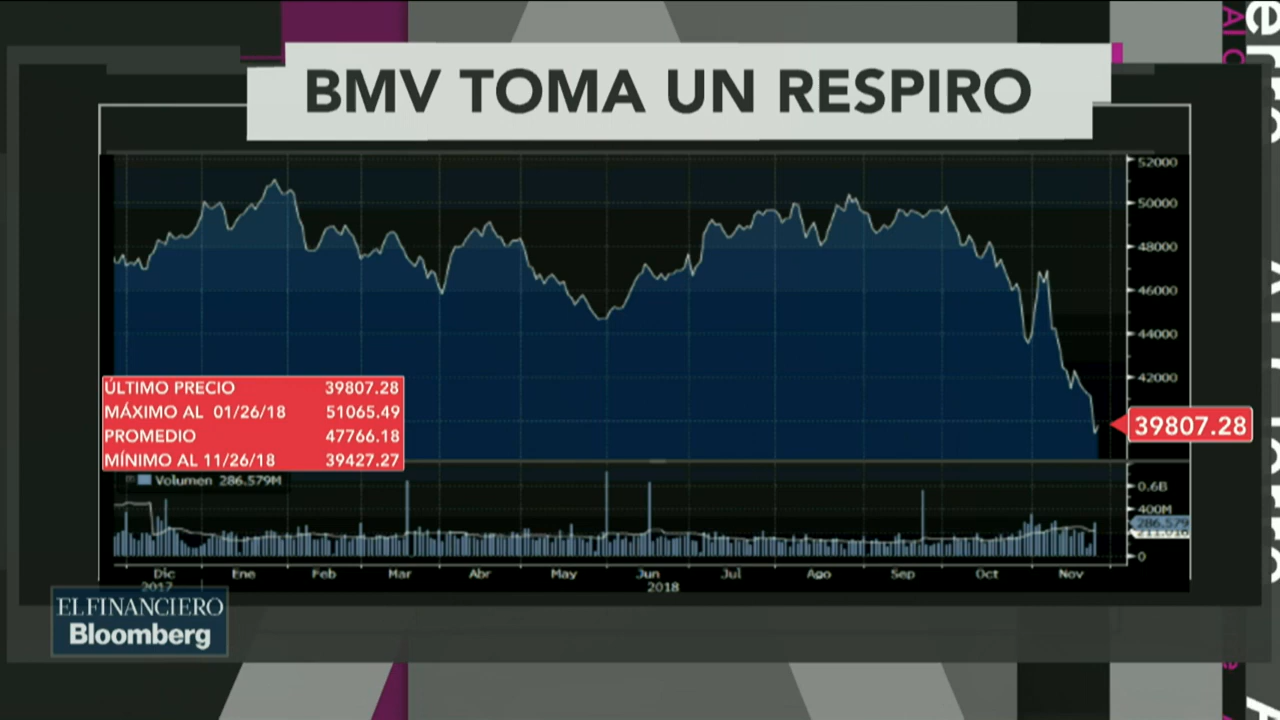 BMV TOMA UN RESPIRO
52000
50000
48000
46000
44000
42000
ÚLTIMO PRECIO 39807.28
MÁXIMO AL 01/26/18 51065.49
PROMEDIO 47766.18
MÍNIMO AL 11/26/18 39427.27
39807.28
Volumen 286.579M
0.6B
400M
286.579
0
Dic Ene Feb Mar Abr May Jun Jul Ago Sep Oct Nov
2017 2018
EL FINANCIERO
Bloomberg